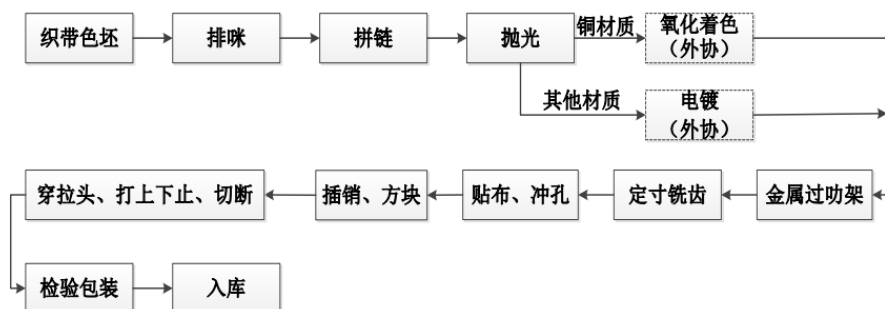 织带色坯
排咪
拼链
抛光
铜材质
氧化着色
（外协）
其他材质
电镀
（外协）
穿拉头、打上下止、切断
插销、方块
贴布、冲孔
定寸铣齿
金属过叻架
检验包装
入库